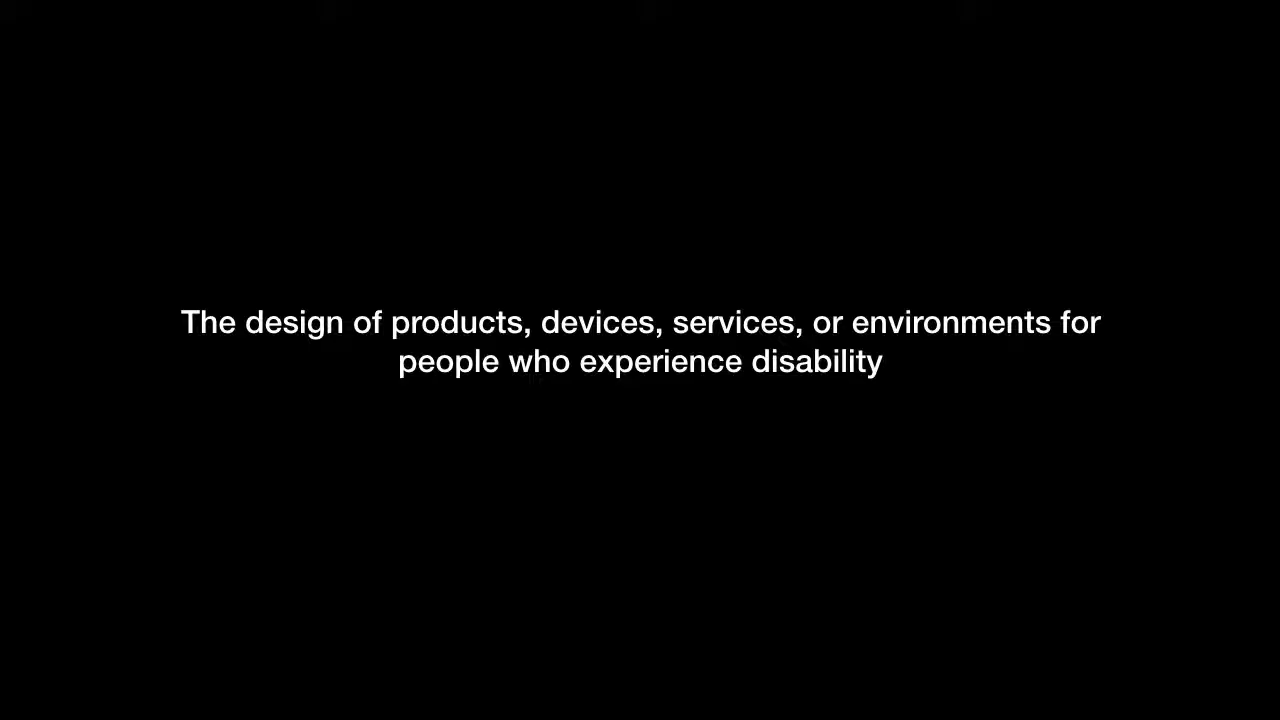 The design of products, devices, services, or environments for
people who experience disability